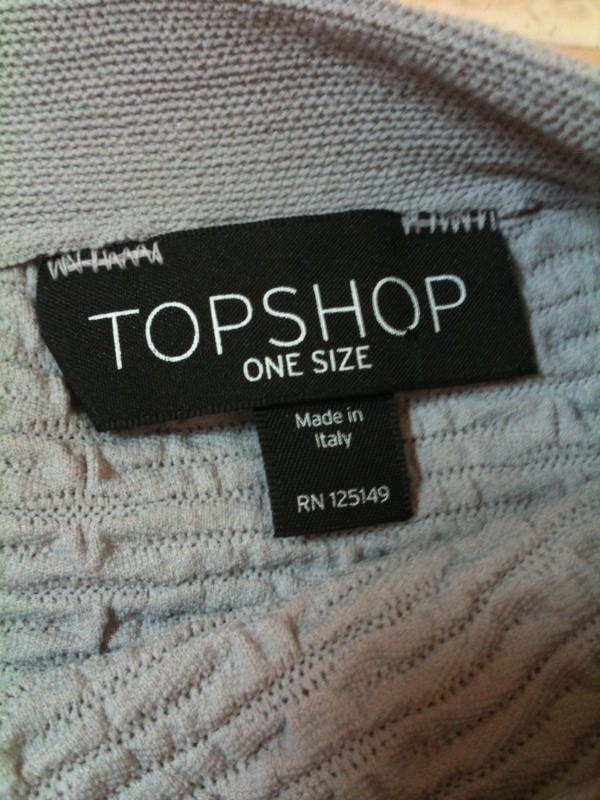 TOPSHOP
ONE SIZE
Made in
Italy
RN 125149